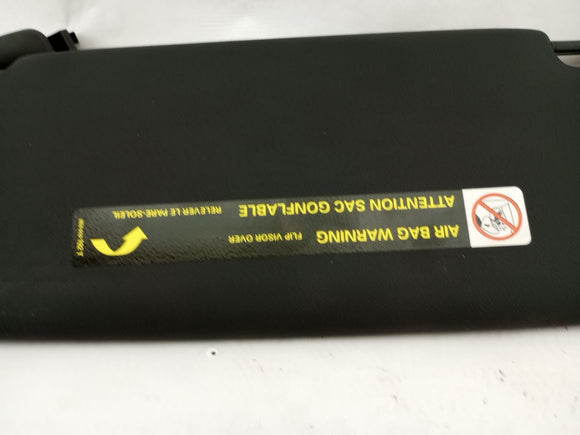 AIR BAG WARNING FLIP VISOR OVER
ATTENTION SAC GONFLABLE RELEVER LE PARE-SOLEIL